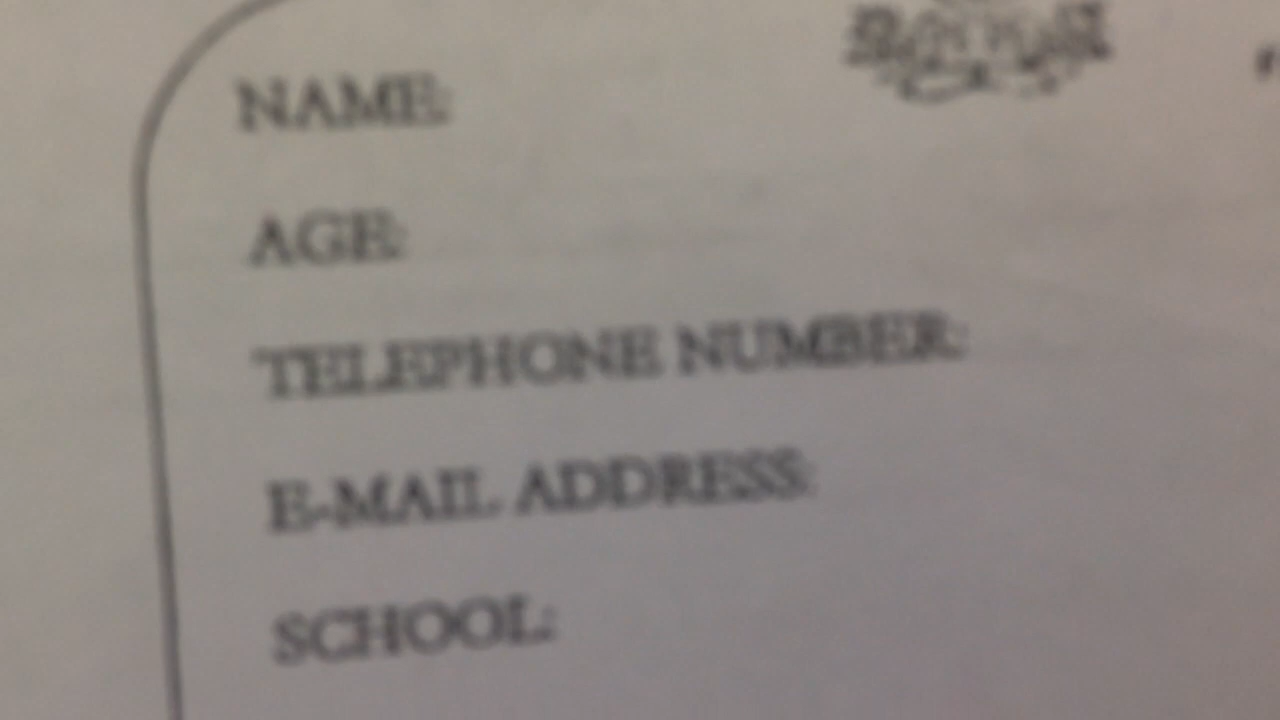 NAME:
AGE:
TELEPHONE NUMBER:
E-MAIL ADDRESS:
SCHOOL: